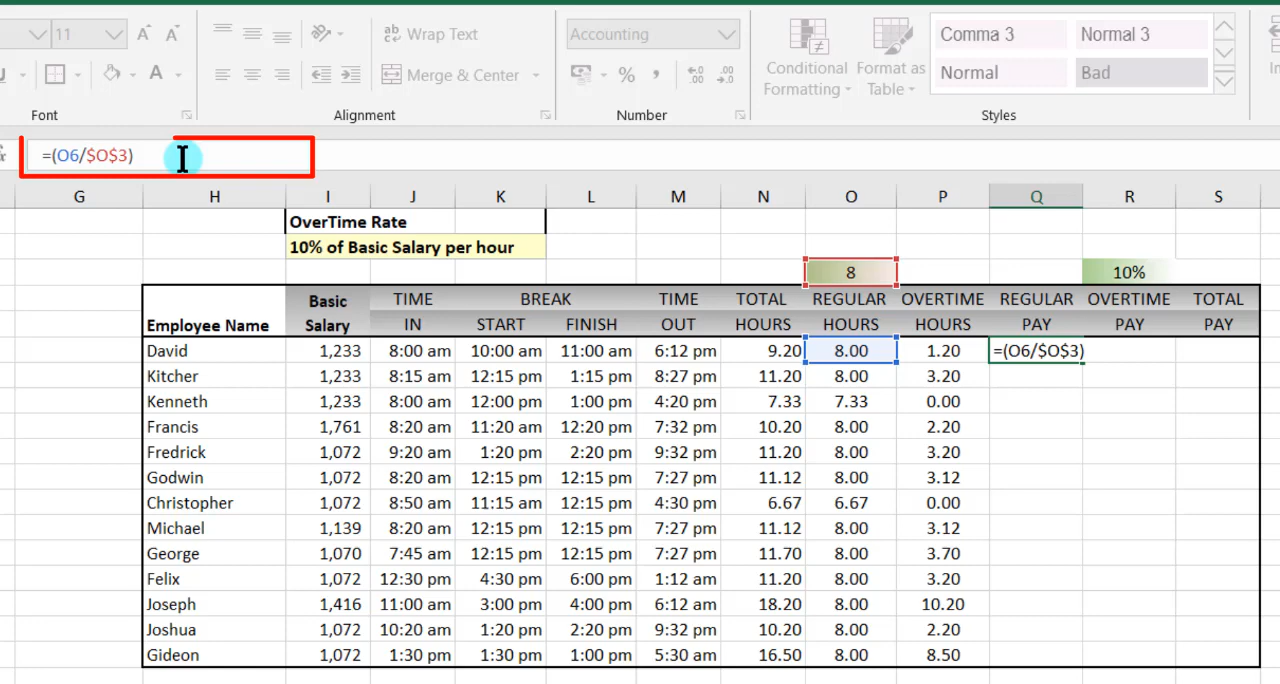 11 A A ab Wrap Text Accounting Comma 3 Normal 3
A Merge & Center % , Conditional Formatting Format as Table Normal Bad
Font Alignment Number Styles
=(O6/$O$3)
G H I J K L M N O P Q R S
OverTime Rate
10% of Basic Salary per hour
8 10%
Basic TIME BREAK TIME TOTAL REGULAR OVERTIME REGULAR OVERTIME TOTAL
Employee Name Salary IN START FINISH OUT HOURS HOURS HOURS PAY PAY PAY
David 1,233 8:00 am 10:00 am 11:00 am 6:12 pm 9.20 8.00 1.20 =(O6/$O$3)
Kitcher 1,233 8:15 am 12:15 pm 1:15 pm 8:27 pm 11.20 8.00 3.20
Kenneth 1,233 8:00 am 12:00 pm 1:00 pm 4:20 pm 7.33 7.33 0.00
Francis 1,761 8:20 am 11:20 am 12:20 pm 7:32 pm 10.20 8.00 2.20
Fredrick 1,072 9:20 am 1:20 pm 2:20 pm 9:32 pm 11.20 8.00 3.20
Godwin 1,072 8:20 am 12:15 pm 12:15 pm 7:27 pm 11.12 8.00 3.12
Christopher 1,072 8:50 am 11:15 am 12:15 pm 4:30 pm 6.67 6.67 0.00
Michael 1,139 8:20 am 12:15 pm 12:15 pm 7:27 pm 11.12 8.00 3.12
George 1,070 7:45 am 12:15 pm 12:15 pm 7:27 pm 11.70 8.00 3.70
Felix 1,072 12:30 pm 4:30 pm 6:00 pm 1:12 am 11.20 8.00 3.20
Joseph 1,416 11:00 am 3:00 pm 4:00 pm 6:12 am 18.20 8.00 10.20
Joshua 1,072 10:20 am 1:20 pm 2:20 pm 9:32 pm 10.20 8.00 2.20
Gideon 1,072 1:30 pm 1:30 pm 1:00 pm 5:30 am 16.50 8.00 8.50